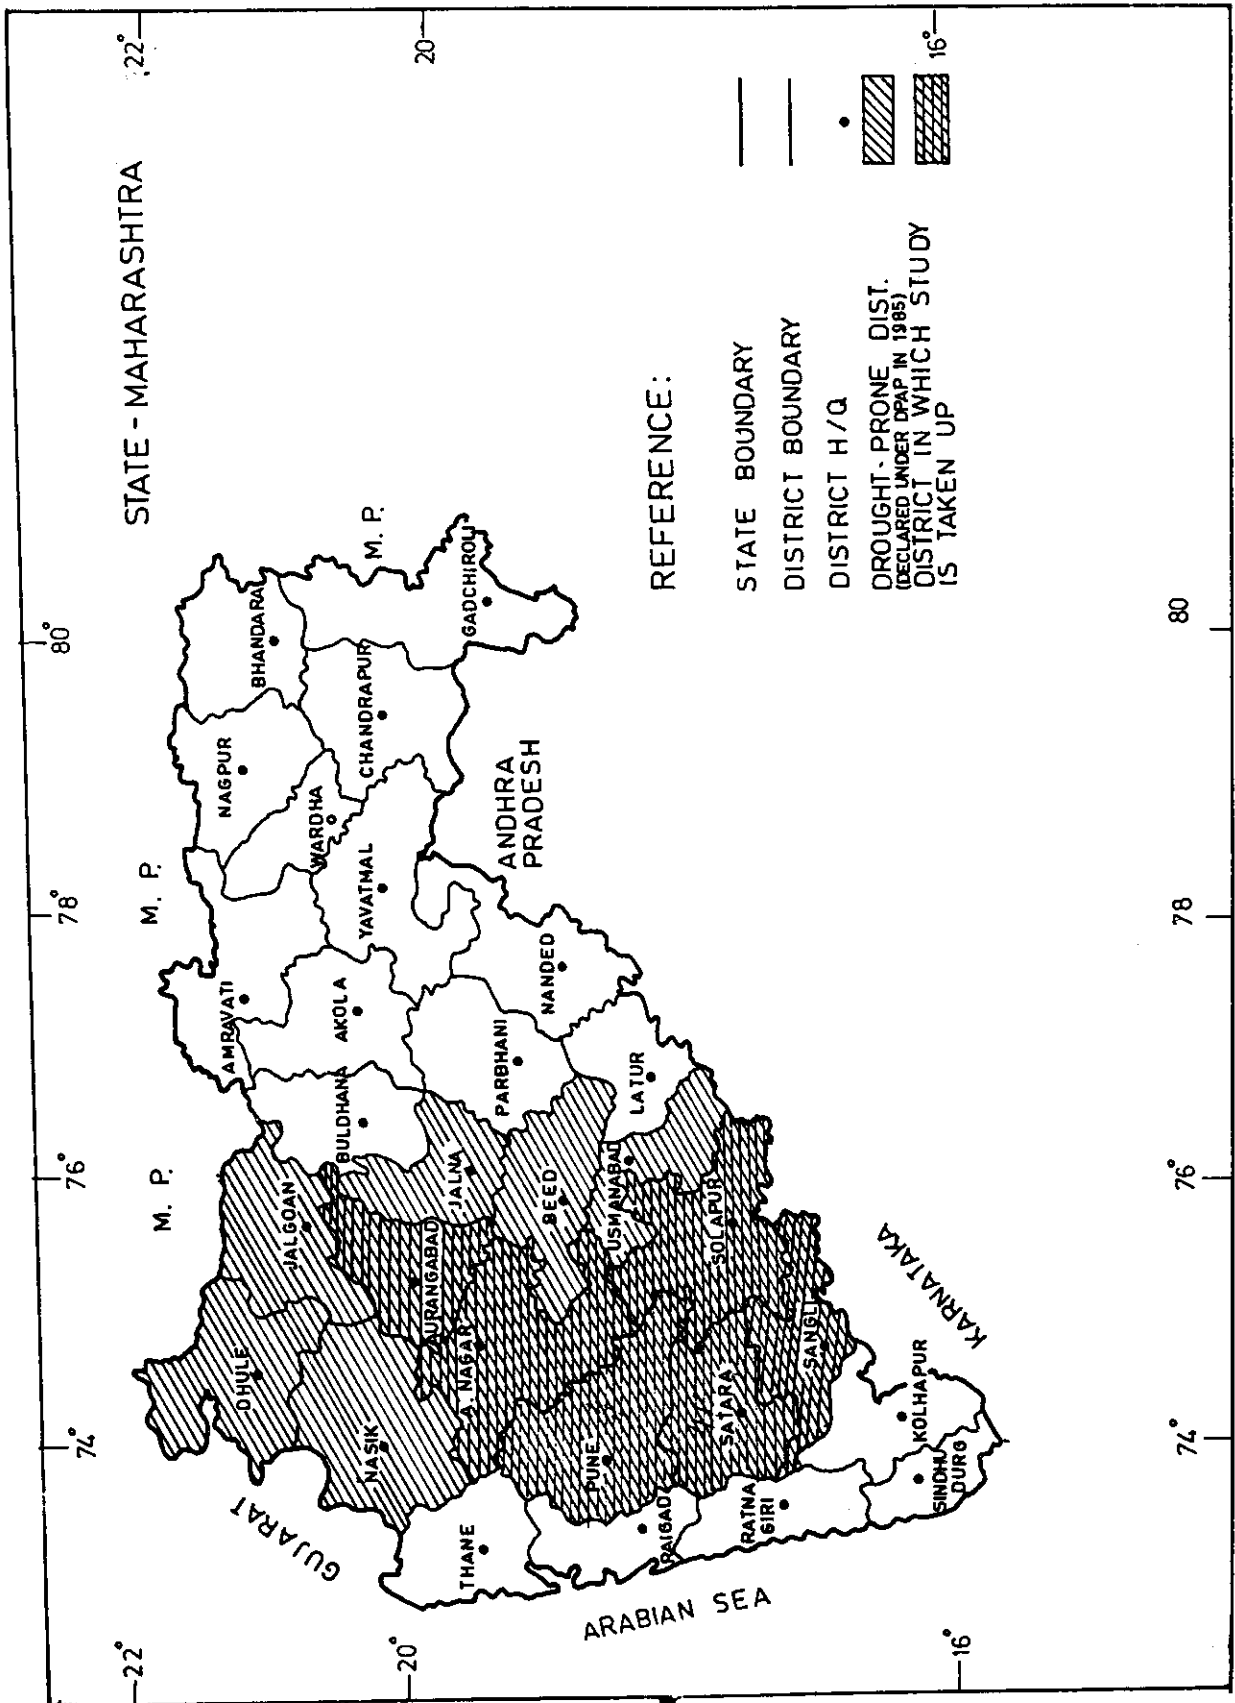 STATE - MAHARASHTRA
22°
20
16°
22°
20°
16°
74°
76°
78°
80°
74°
76°
78
80
M. P.
M. P.
M. P.
GUJARAT
ARABIAN SEA
KARNATAKA
ANDHRA
PRADESH
DHULE
JALGOAN
NASIK
BULDHANA
AMRAVATI
AKOLA
NAGPUR
WARDHA
YAVATMAL
BHANDARA
CHANDRAPUR
GADCHIROLI
THANE
AURANGABAD
JALNA
PARBHANI
NANDED
A. NAGAR
BEED
LATUR
USMANABAD
PUNE
RAIGAD
SOLAPUR
SATARA
SANGLI
RATNA
GIRI
KOLHAPUR
SINDHU
DURG
REFERENCE:
STATE BOUNDARY
DISTRICT BOUNDARY
DISTRICT H/Q
DROUGHT-PRONE DIST.
(DECLARED UNDER DPAP IN 1985)
DISTRICT IN WHICH STUDY
IS TAKEN UP